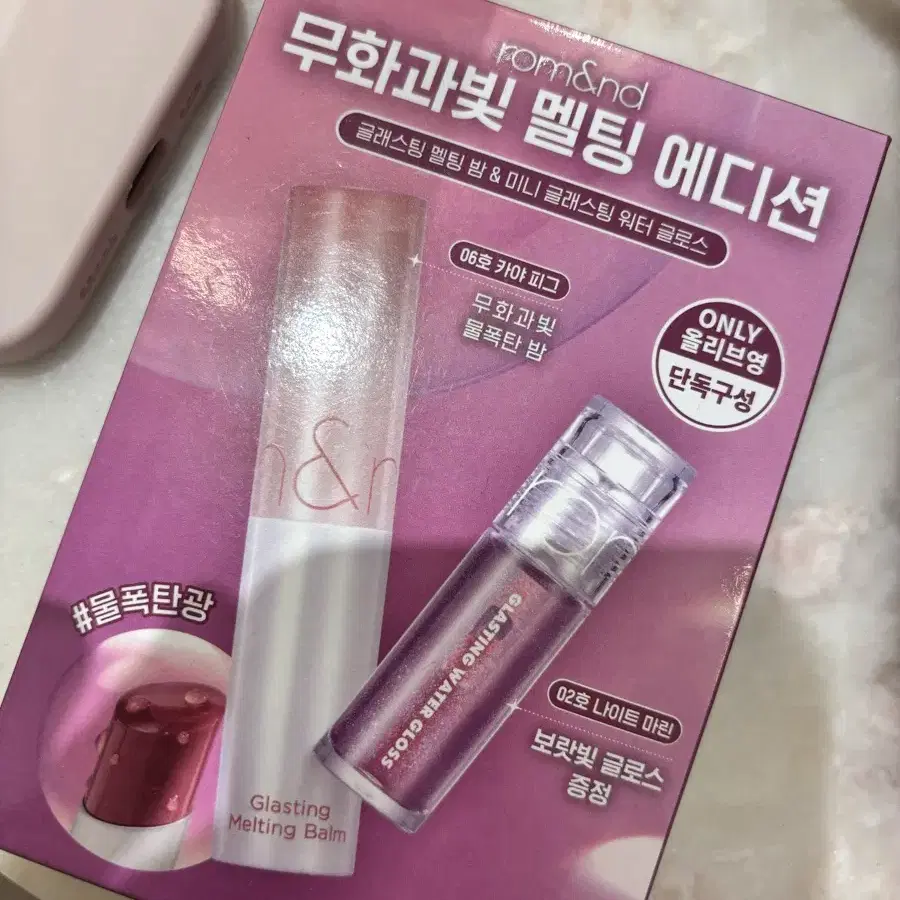 rom&nd
무화과빛 멜팅 에디션
글래스팅 멜팅 밤 & 미니 글래스팅 워터 글로스
06호 카야 피그
무화과빛
물폭탄 밤
ONLY
올리브영
단독구성
n&r
#물폭탄광
GLASTING WATER GLOSS
02호 나이트 마린
보랏빛 글로스
증정
Glasting
Melting Balm